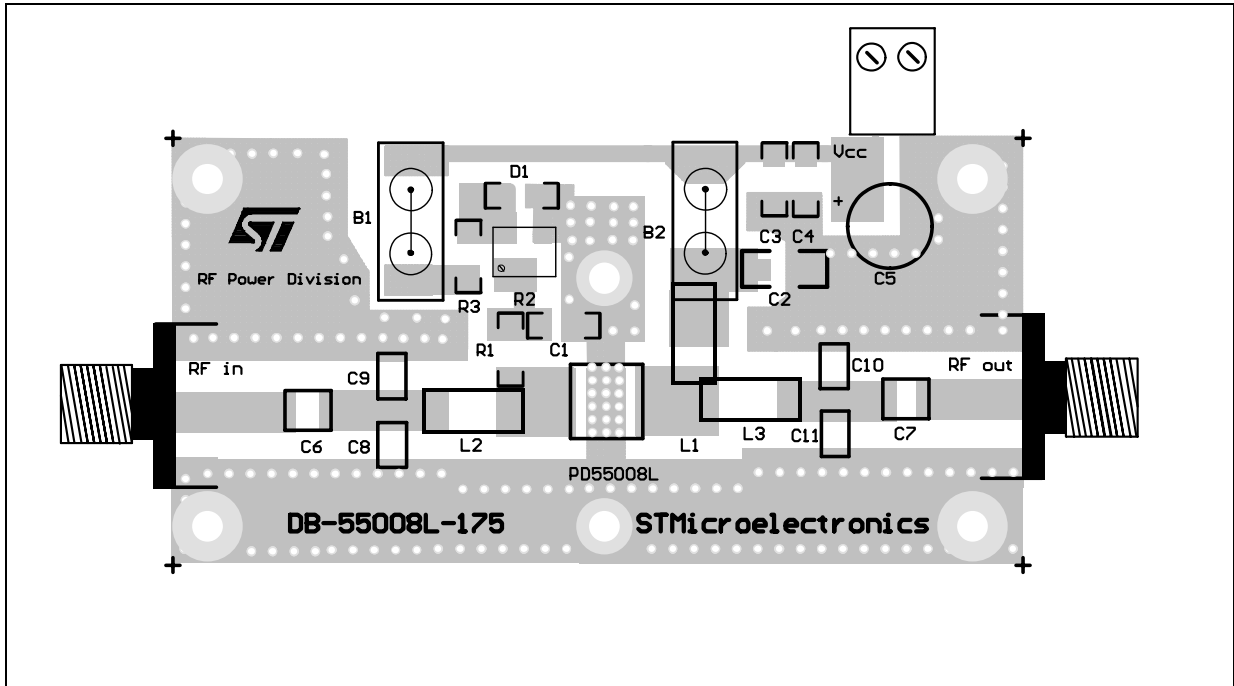 Vcc
D1
+
B1
B2
C3 C4
RF Power Division
C5
R3
R2
C2
R1
C1
RF in
C9
C10
RF out
C6
C8
L2
L1
L3
C11
C7
PD55008L
DB-55008L-175
STMicroelectronics
ST